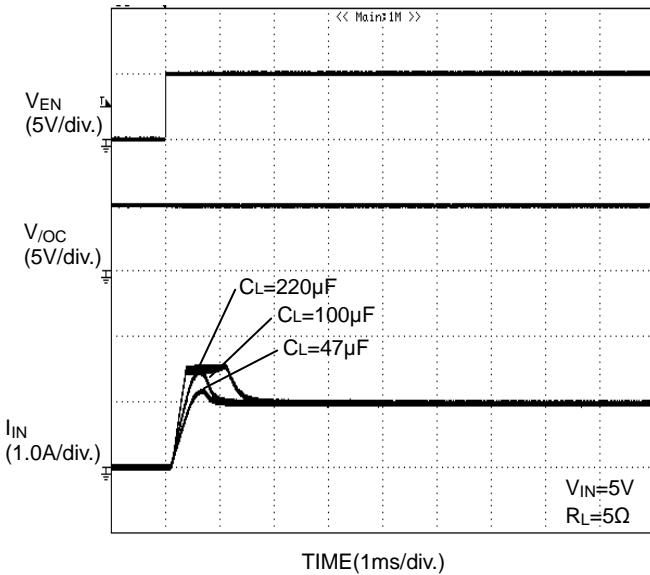 << Main:1M >>
VEN
(5V/div.)
V/OC
(5V/div.)
CL=220µF
CL=100µF
CL=47µF
IIN
(1.0A/div.)
VIN=5V
RL=5Ω
TIME(1ms/div.)